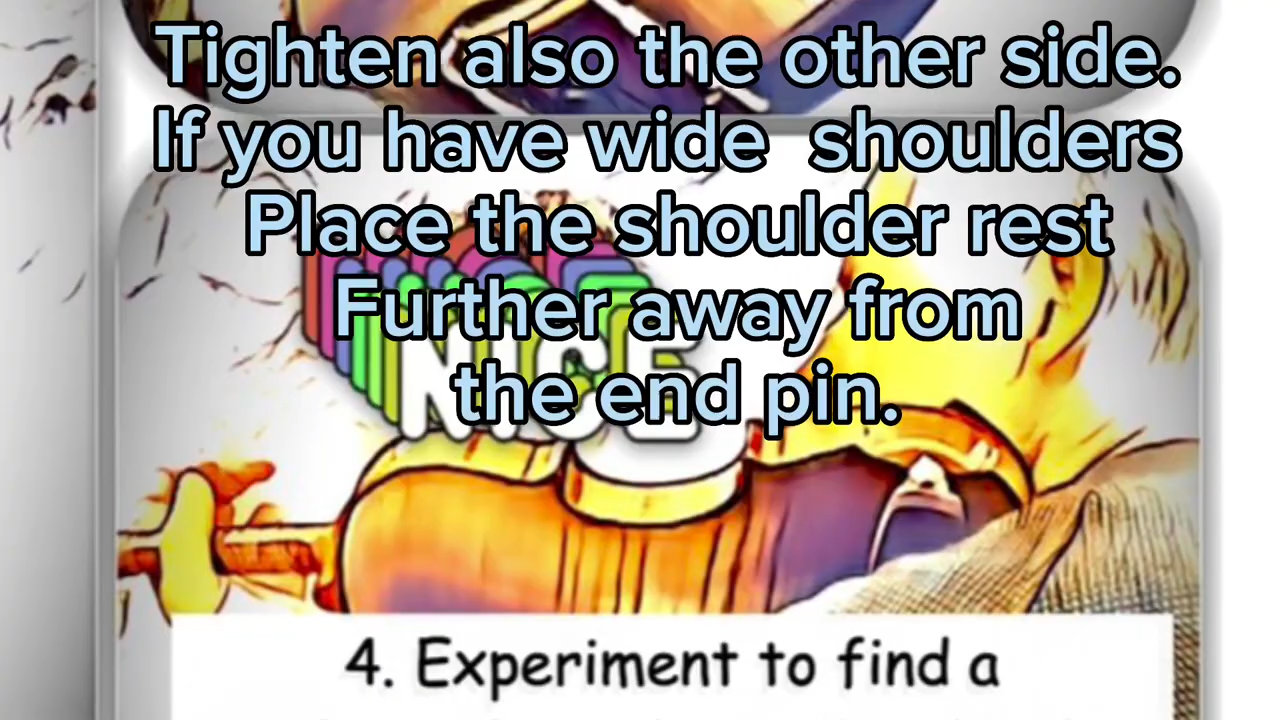 Tighten also the other side.
If you have wide shoulders
Place the shoulder rest
Further away from
NICE
the end pin.
4. Experiment to find a